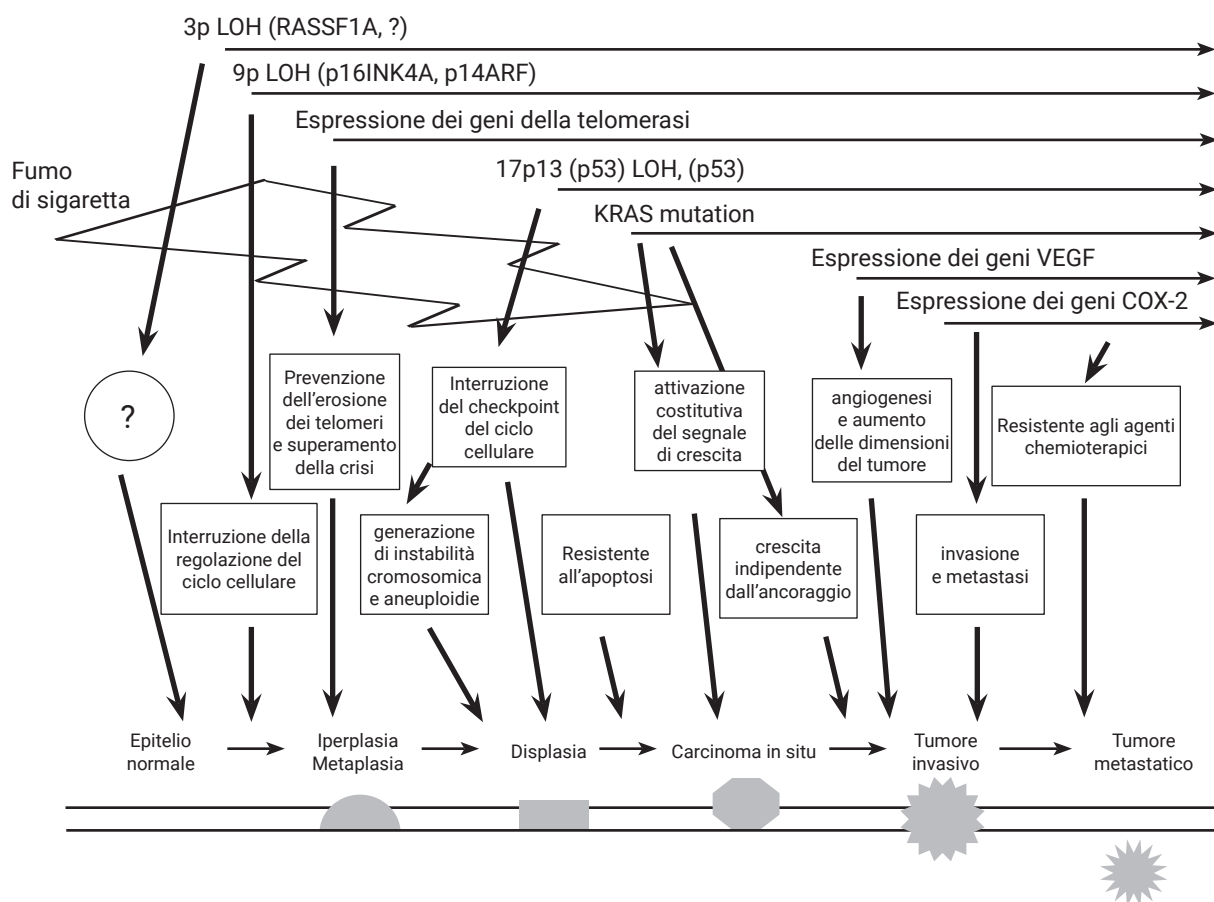 3p LOH (RASSF1A, ?)
9p LOH (p16INK4A, p14ARF)
Espressione dei geni della telomerasi
17p13 (p53) LOH, (p53)
KRAS mutation
Espressione dei geni VEGF
Espressione dei geni COX-2
Fumo
di sigaretta
?
Prevenzione
dell'erosione
dei telomeri
e superamento
della crisi
Interruzione
del checkpoint
del ciclo
cellulare
attivazione
costitutiva
del segnale
di crescita
angiogenesi
e aumento
delle dimensioni
del tumore
Resistente agli agenti
chemioterapici
Interruzione della
regolazione del
ciclo cellulare
generazione
di instabilità
cromosomica
e aneuploidie
Resistente
all'apoptosi
crescita
indipendente
dall'ancoraggio
invasione
e metastasi
Epitelio
normale
Iperplasia
Metaplasia
Displasia
Carcinoma in situ
Tumore
invasivo
Tumore
metastatico